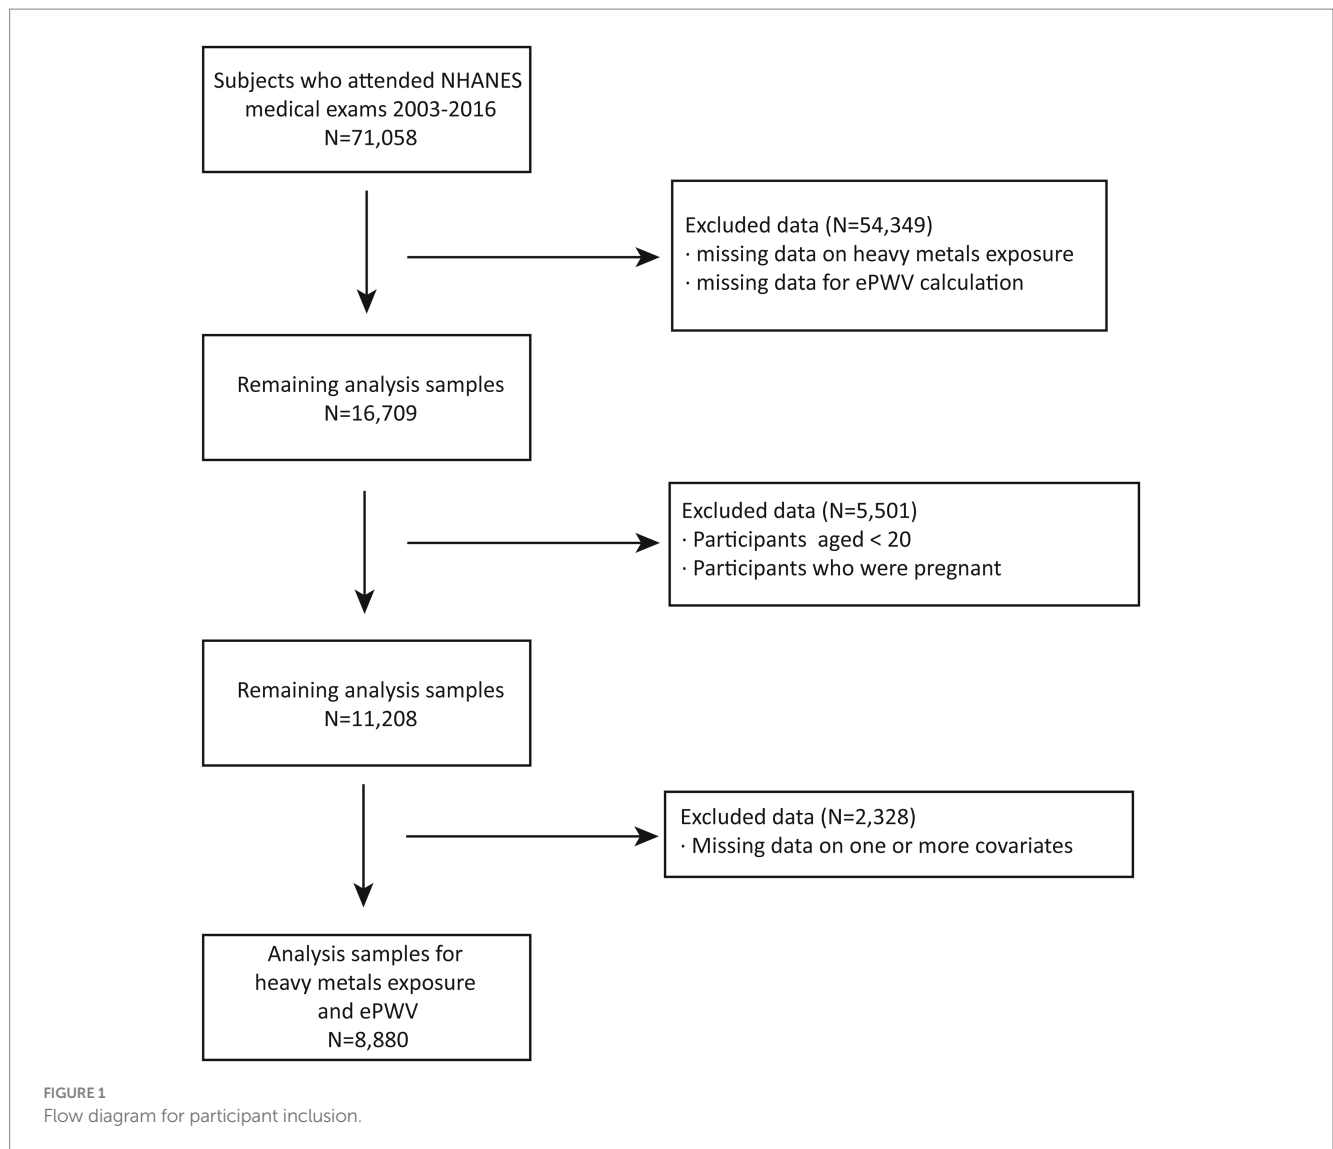 Subjects who attended NHANES
medical exams 2003-2016
N=71,058
Excluded data (N=54,349)
· missing data on heavy metals exposure
· missing data for ePWV calculation
Remaining analysis samples
N=16,709
Excluded data (N=5,501)
· Participants  aged < 20
· Participants who were pregnant
Remaining analysis samples
N=11,208
Excluded data (N=2,328)
· Missing data on one or more covariates
Analysis samples for
heavy metals exposure
and ePWV
N=8,880
FIGURE 1
Flow diagram for participant inclusion.